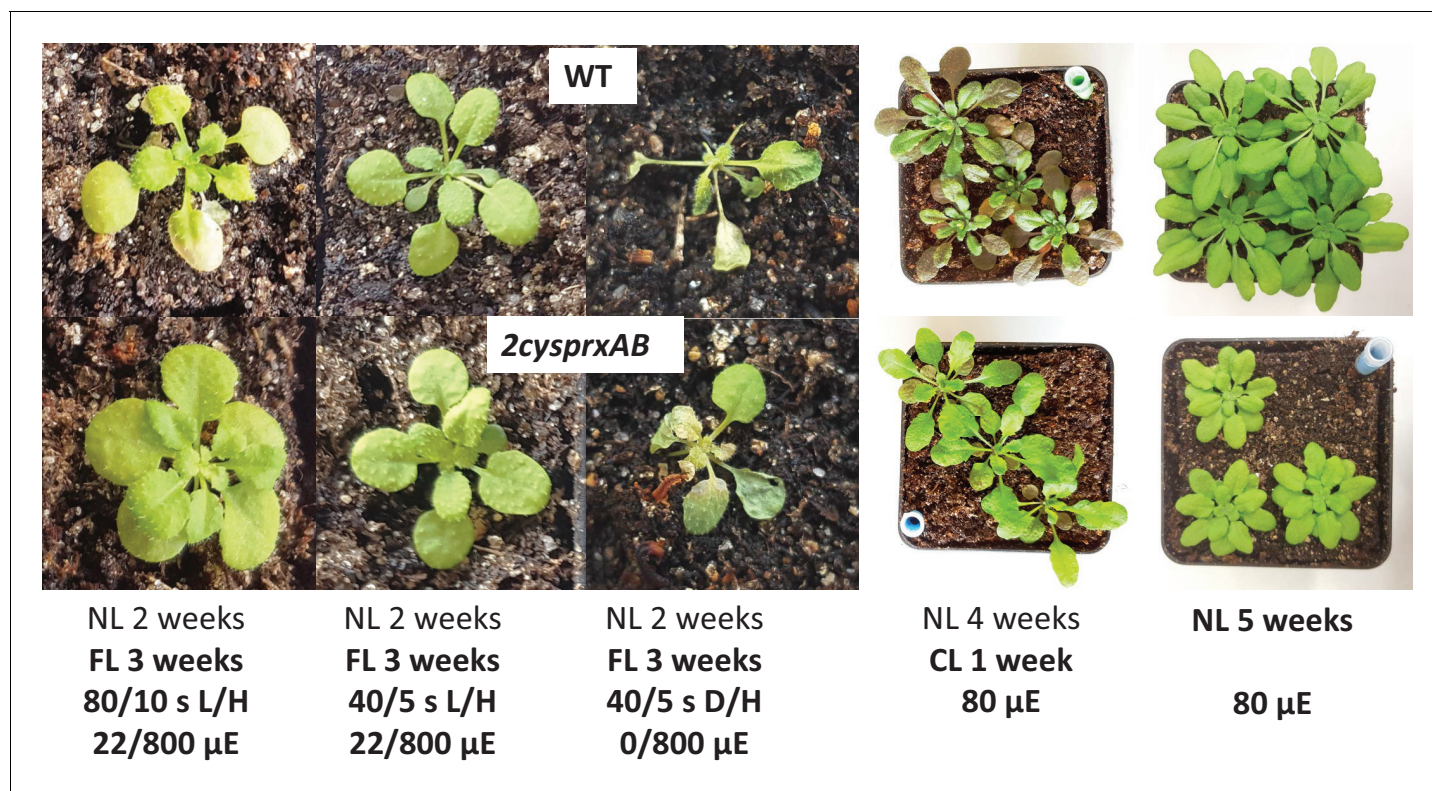 WT
2cysprxAB
NL 2 weeks
FL 3 weeks
80/10 s L/H
22/800 µE
NL 2 weeks
FL 3 weeks
40/5 s L/H
22/800 µE
NL 2 weeks
FL 3 weeks
40/5 s D/H
0/800 µE
NL 4 weeks
CL 1 week
80 µE
NL 5 weeks
80 µE